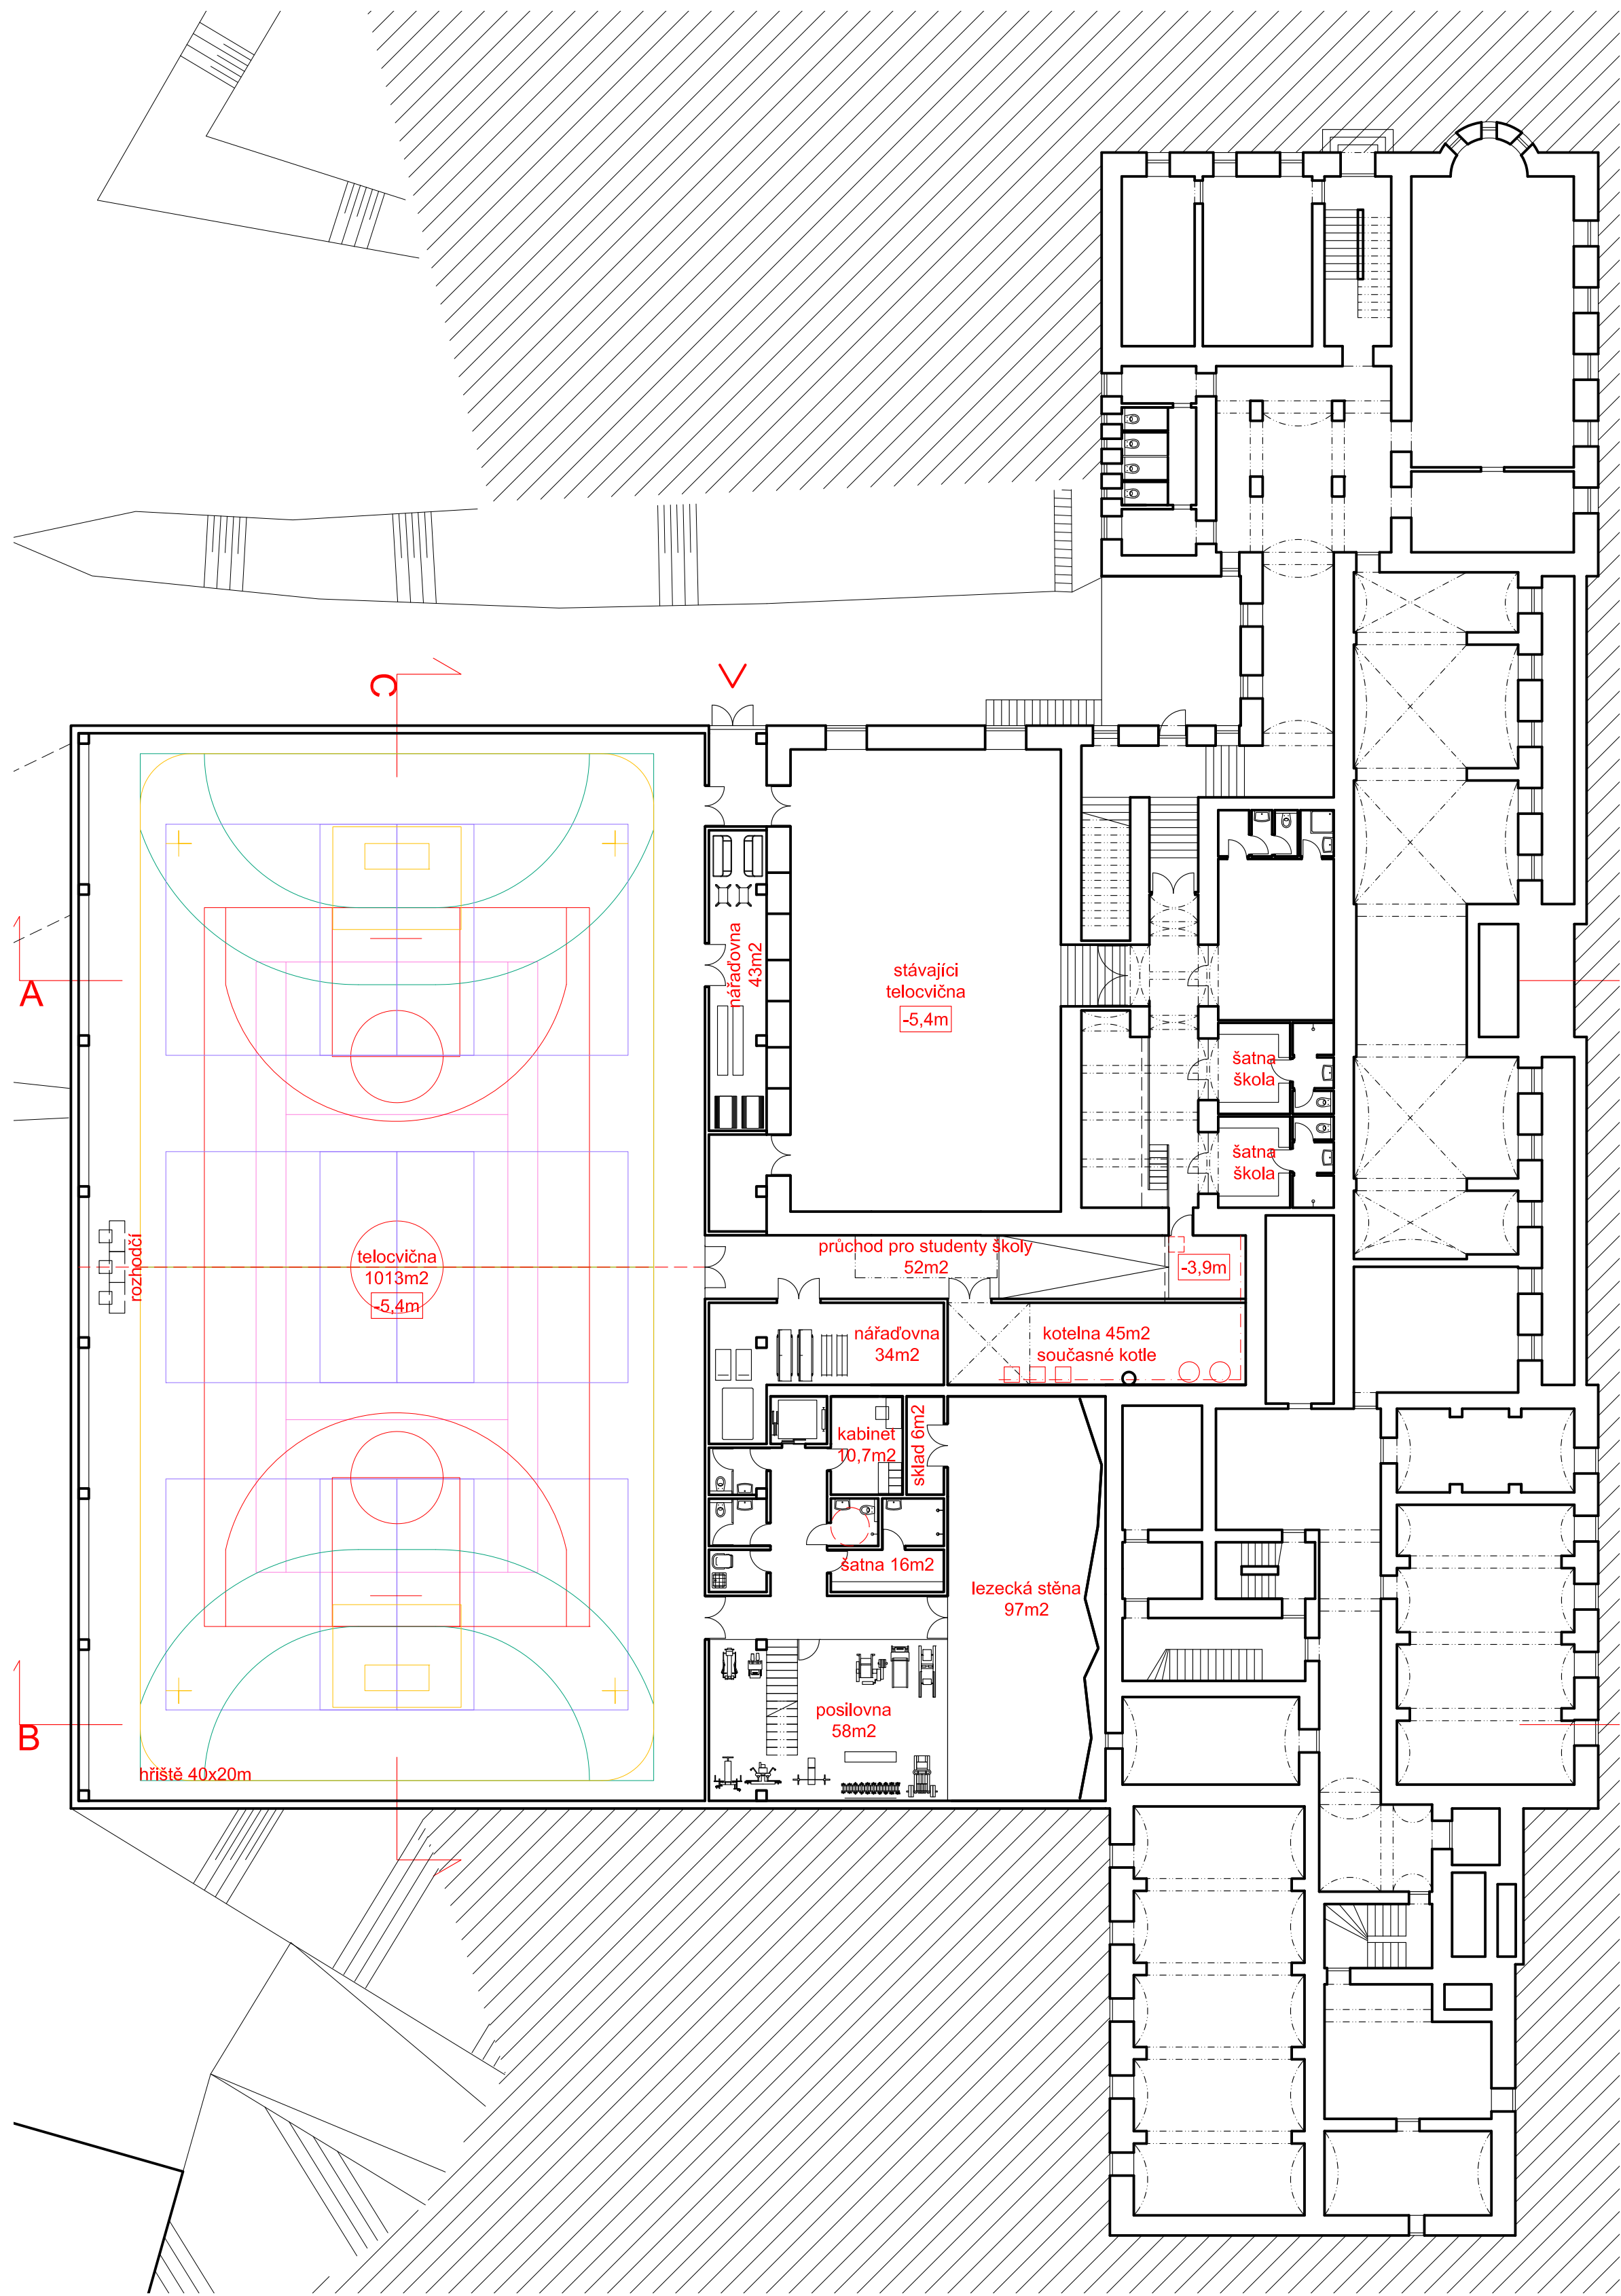 C
V
A
nářaďovna
43m2
stávajíci
telocvična
-5,4m
šatna
škola
šatna
škola
rozhodčí
telocvična
1013m2
-5,4m
průchod pro studenty školy
52m2
-3,9m
nářaďovna
34m2
kotelna 45m2
současné kotle
kabinet
10,7m2
sklad 6m2
šatna 16m2
lezecká stěna
97m2
posilovna
58m2
B
hřiště 40x20m